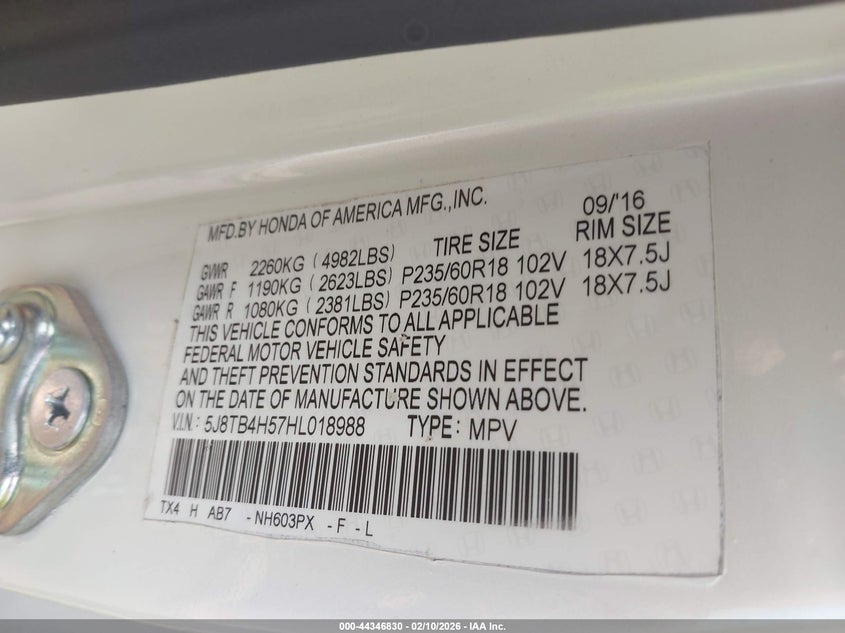 MFD.BY HONDA OF AMERICA MFG.,INC. 09/'16
GVWR 2260KG (4982LBS) TIRE SIZE RIM SIZE
GAWR F 1190KG (2623LBS) P235/60R18 102V 18X7.5J
GAWR R 1080KG (2381LBS) P235/60R18 102V 18X7.5J
THIS VEHICLE CONFORMS TO ALL APPLICABLE
FEDERAL MOTOR VEHICLE SAFETY
AND THEFT PREVENTION STANDARDS IN EFFECT
ON THE DATE OF MANUFACTURE SHOWN ABOVE.
V.I.N.: 5J8TB4H57HL018988 TYPE: MPV
TX4 H AB7 -NH603PX -F -L
000-44346830 - 02/10/2026 - IAA Inc.